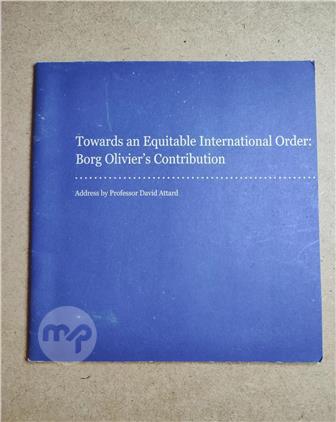 Towards an Equitable International Order:
Borg Olivier's Contribution
Address by Professor David Attard
mp